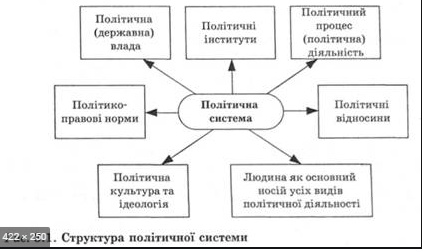 Політична
(державна)
влада
Політичні
інститути
Політичний
процес
(політична)
діяльність
Політико-
правові норми
Політична
система
Політичні
відносини
Політична
культура та
ідеологія
Людина як основний
носій усіх видів
політичної діяльності
422 × 250
1. Структура політичної системи